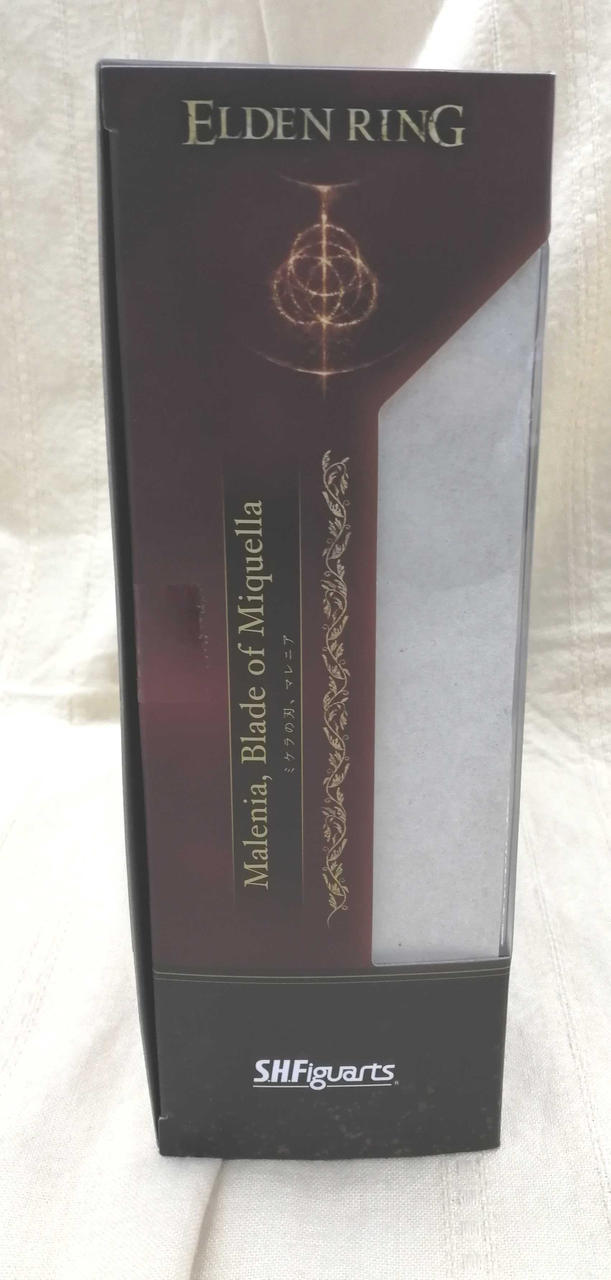 ELDEN RING
Malenia, Blade of Miquella
ミケラの刃、マレニア
S.H.Figuarts